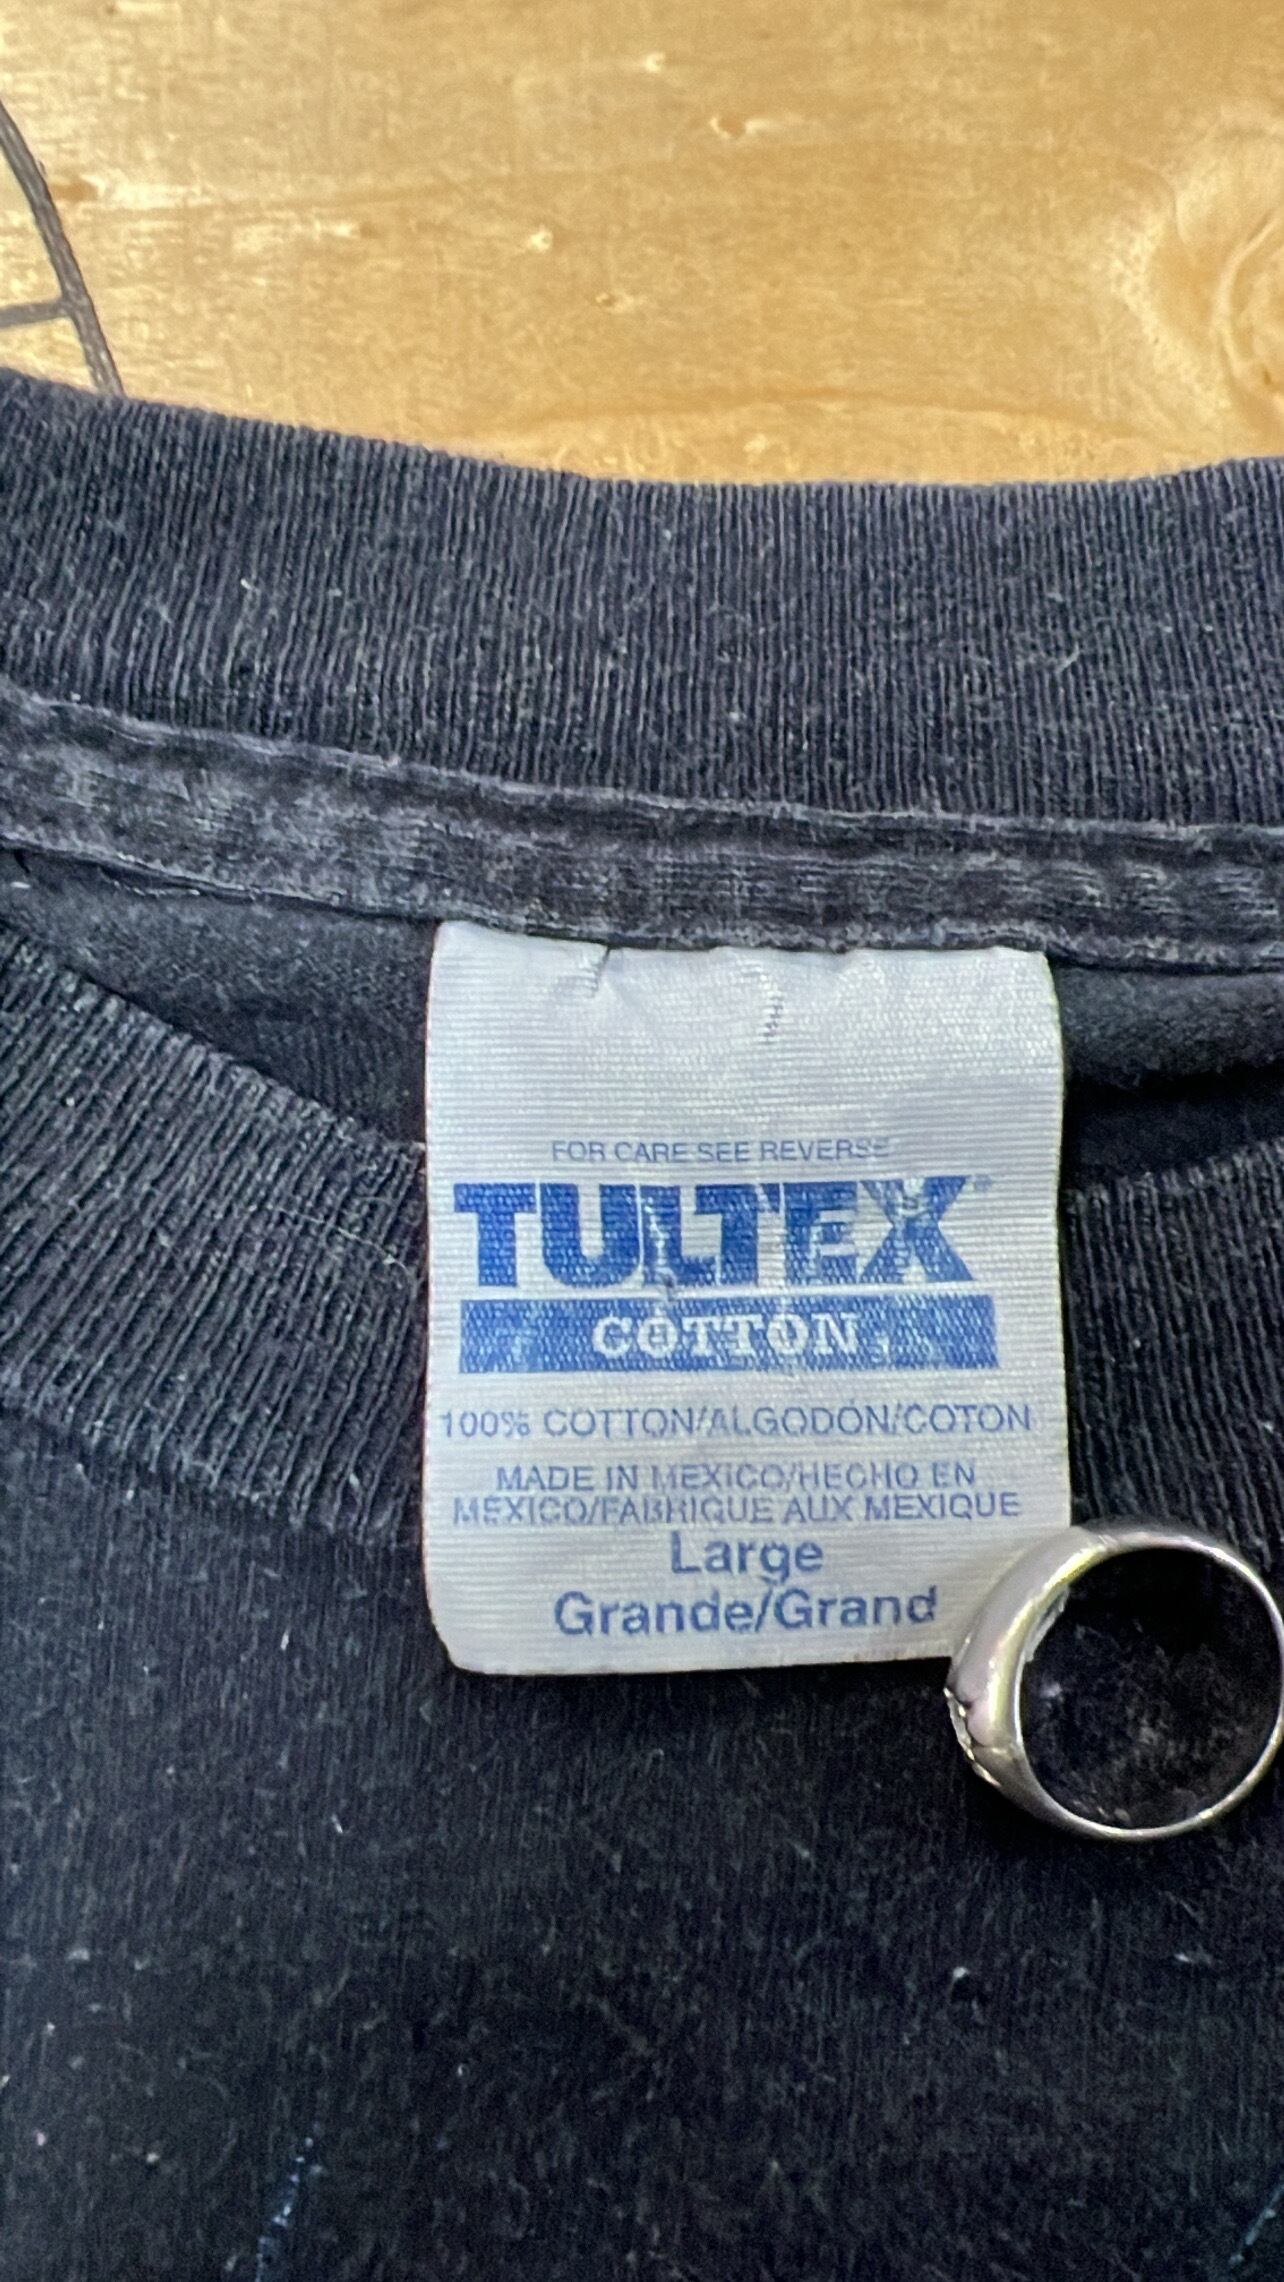 FOR CARE SEE REVERSE
TULTEX®
COTTON
100% COTTON/ALGODÓN/COTON
MADE IN MEXICO/HECHO EN
MEXICO/FABRIQUE AUX MEXIQUE
Large
Grande/Grand